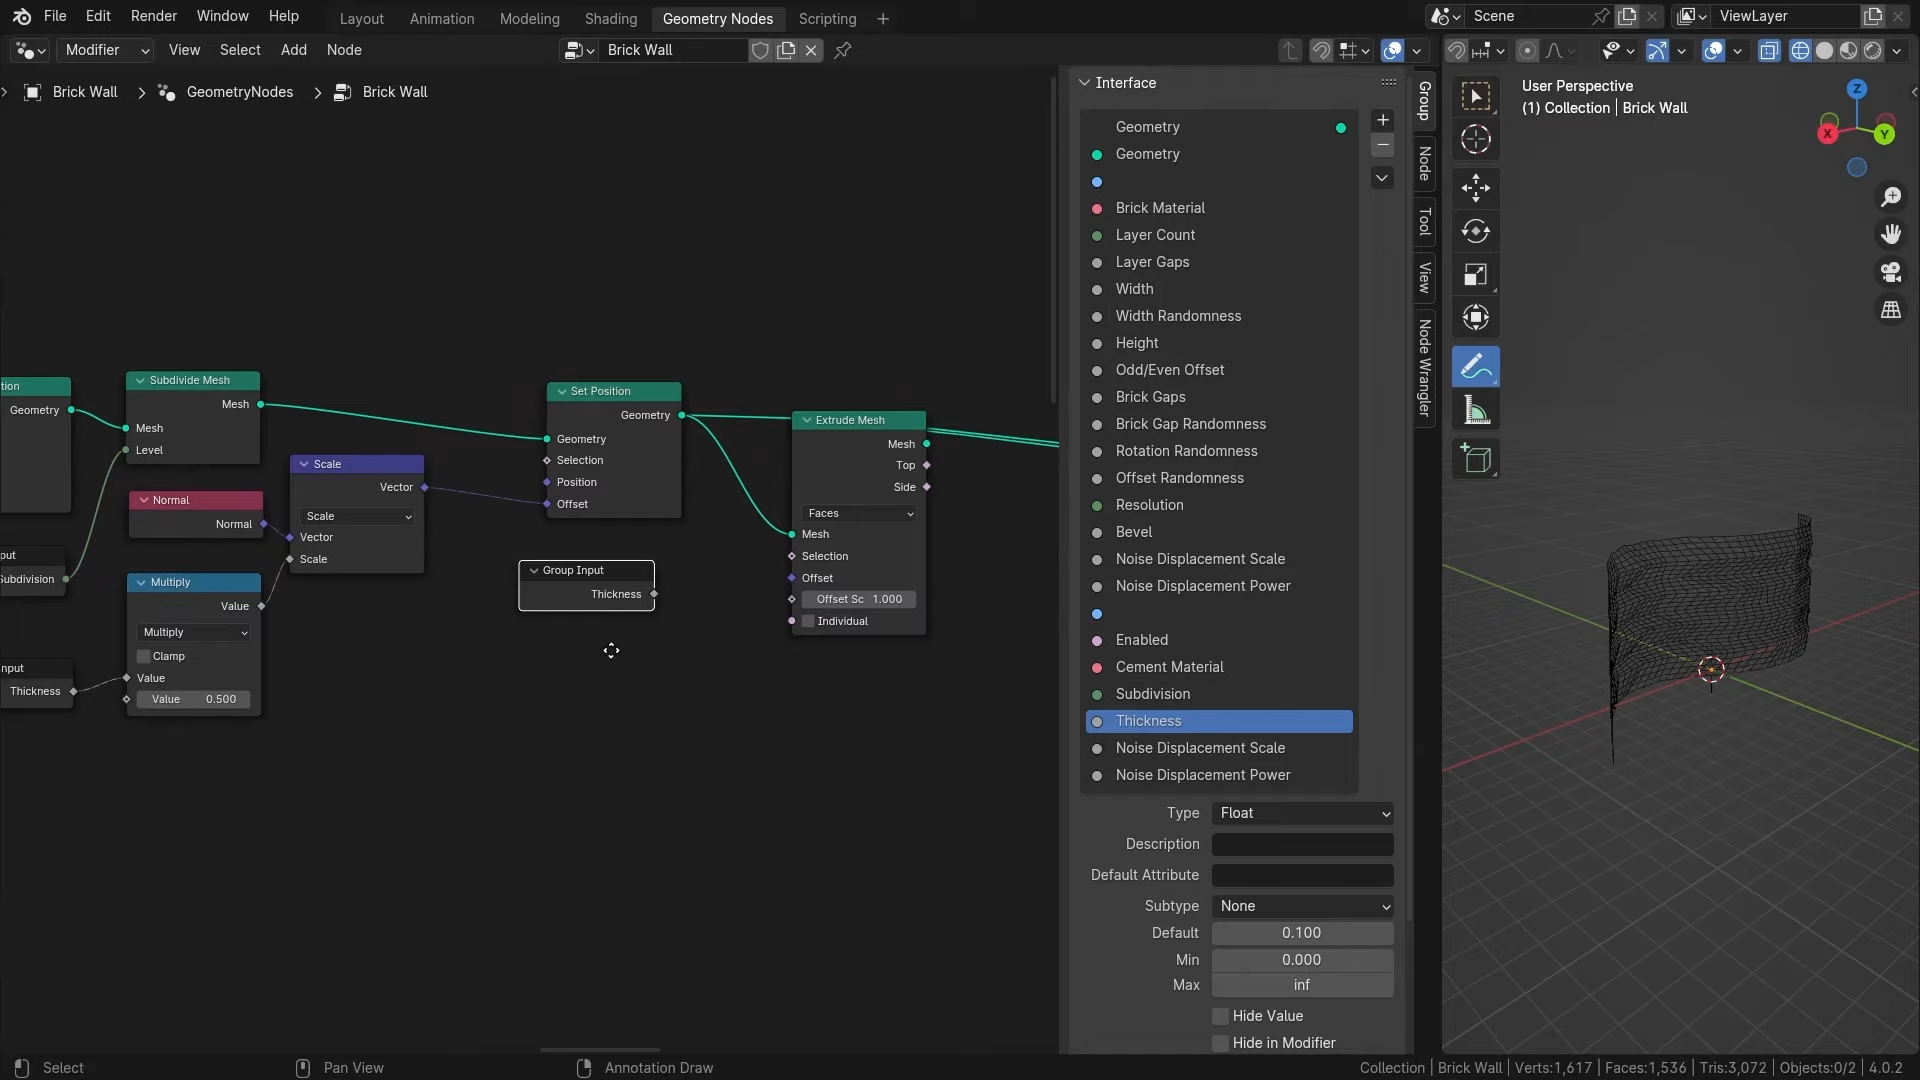 File Edit Render Window Help Layout Animation Modeling Shading Geometry Nodes Scripting
Scene
ViewLayer
Modifier View Select Add Node
Brick Wall
Brick Wall > GeometryNodes > Brick Wall
Interface
Geometry
Geometry
Brick Material
Layer Count
Layer Gaps
Width
Width Randomness
Height
Odd/Even Offset
Brick Gaps
Brick Gap Randomness
Rotation Randomness
Offset Randomness
Resolution
Bevel
Noise Displacement Scale
Noise Displacement Power
Enabled
Cement Material
Subdivision
Thickness
Noise Displacement Scale
Noise Displacement Power
Type Float
Description
Default Attribute
Subtype None
Default 0.100
Min 0.000
Max inf
Hide Value
Hide in Modifier
Group
Node
Tool
View
Node Wrangler
User Perspective
(1) Collection | Brick Wall
Z
X
Y
tion
Geometry
Subdivide Mesh
Mesh
Mesh
Level
Normal
Normal
put
Subdivision
Scale
Vector
Scale
Vector
Scale
Multiply
Value
Multiply
Clamp
Value
Value 0.500
nput
Thickness
Set Position
Geometry
Geometry
Selection
Position
Offset
Group Input
Thickness
Extrude Mesh
Mesh
Top
Side
Faces
Mesh
Selection
Offset
Offset Sc 1.000
Individual
Select Pan View Annotation Draw
Collection | Brick Wall | Verts:1,617 | Faces:1,536 | Tris:3,072 | Objects:0/2 | 4.0.2